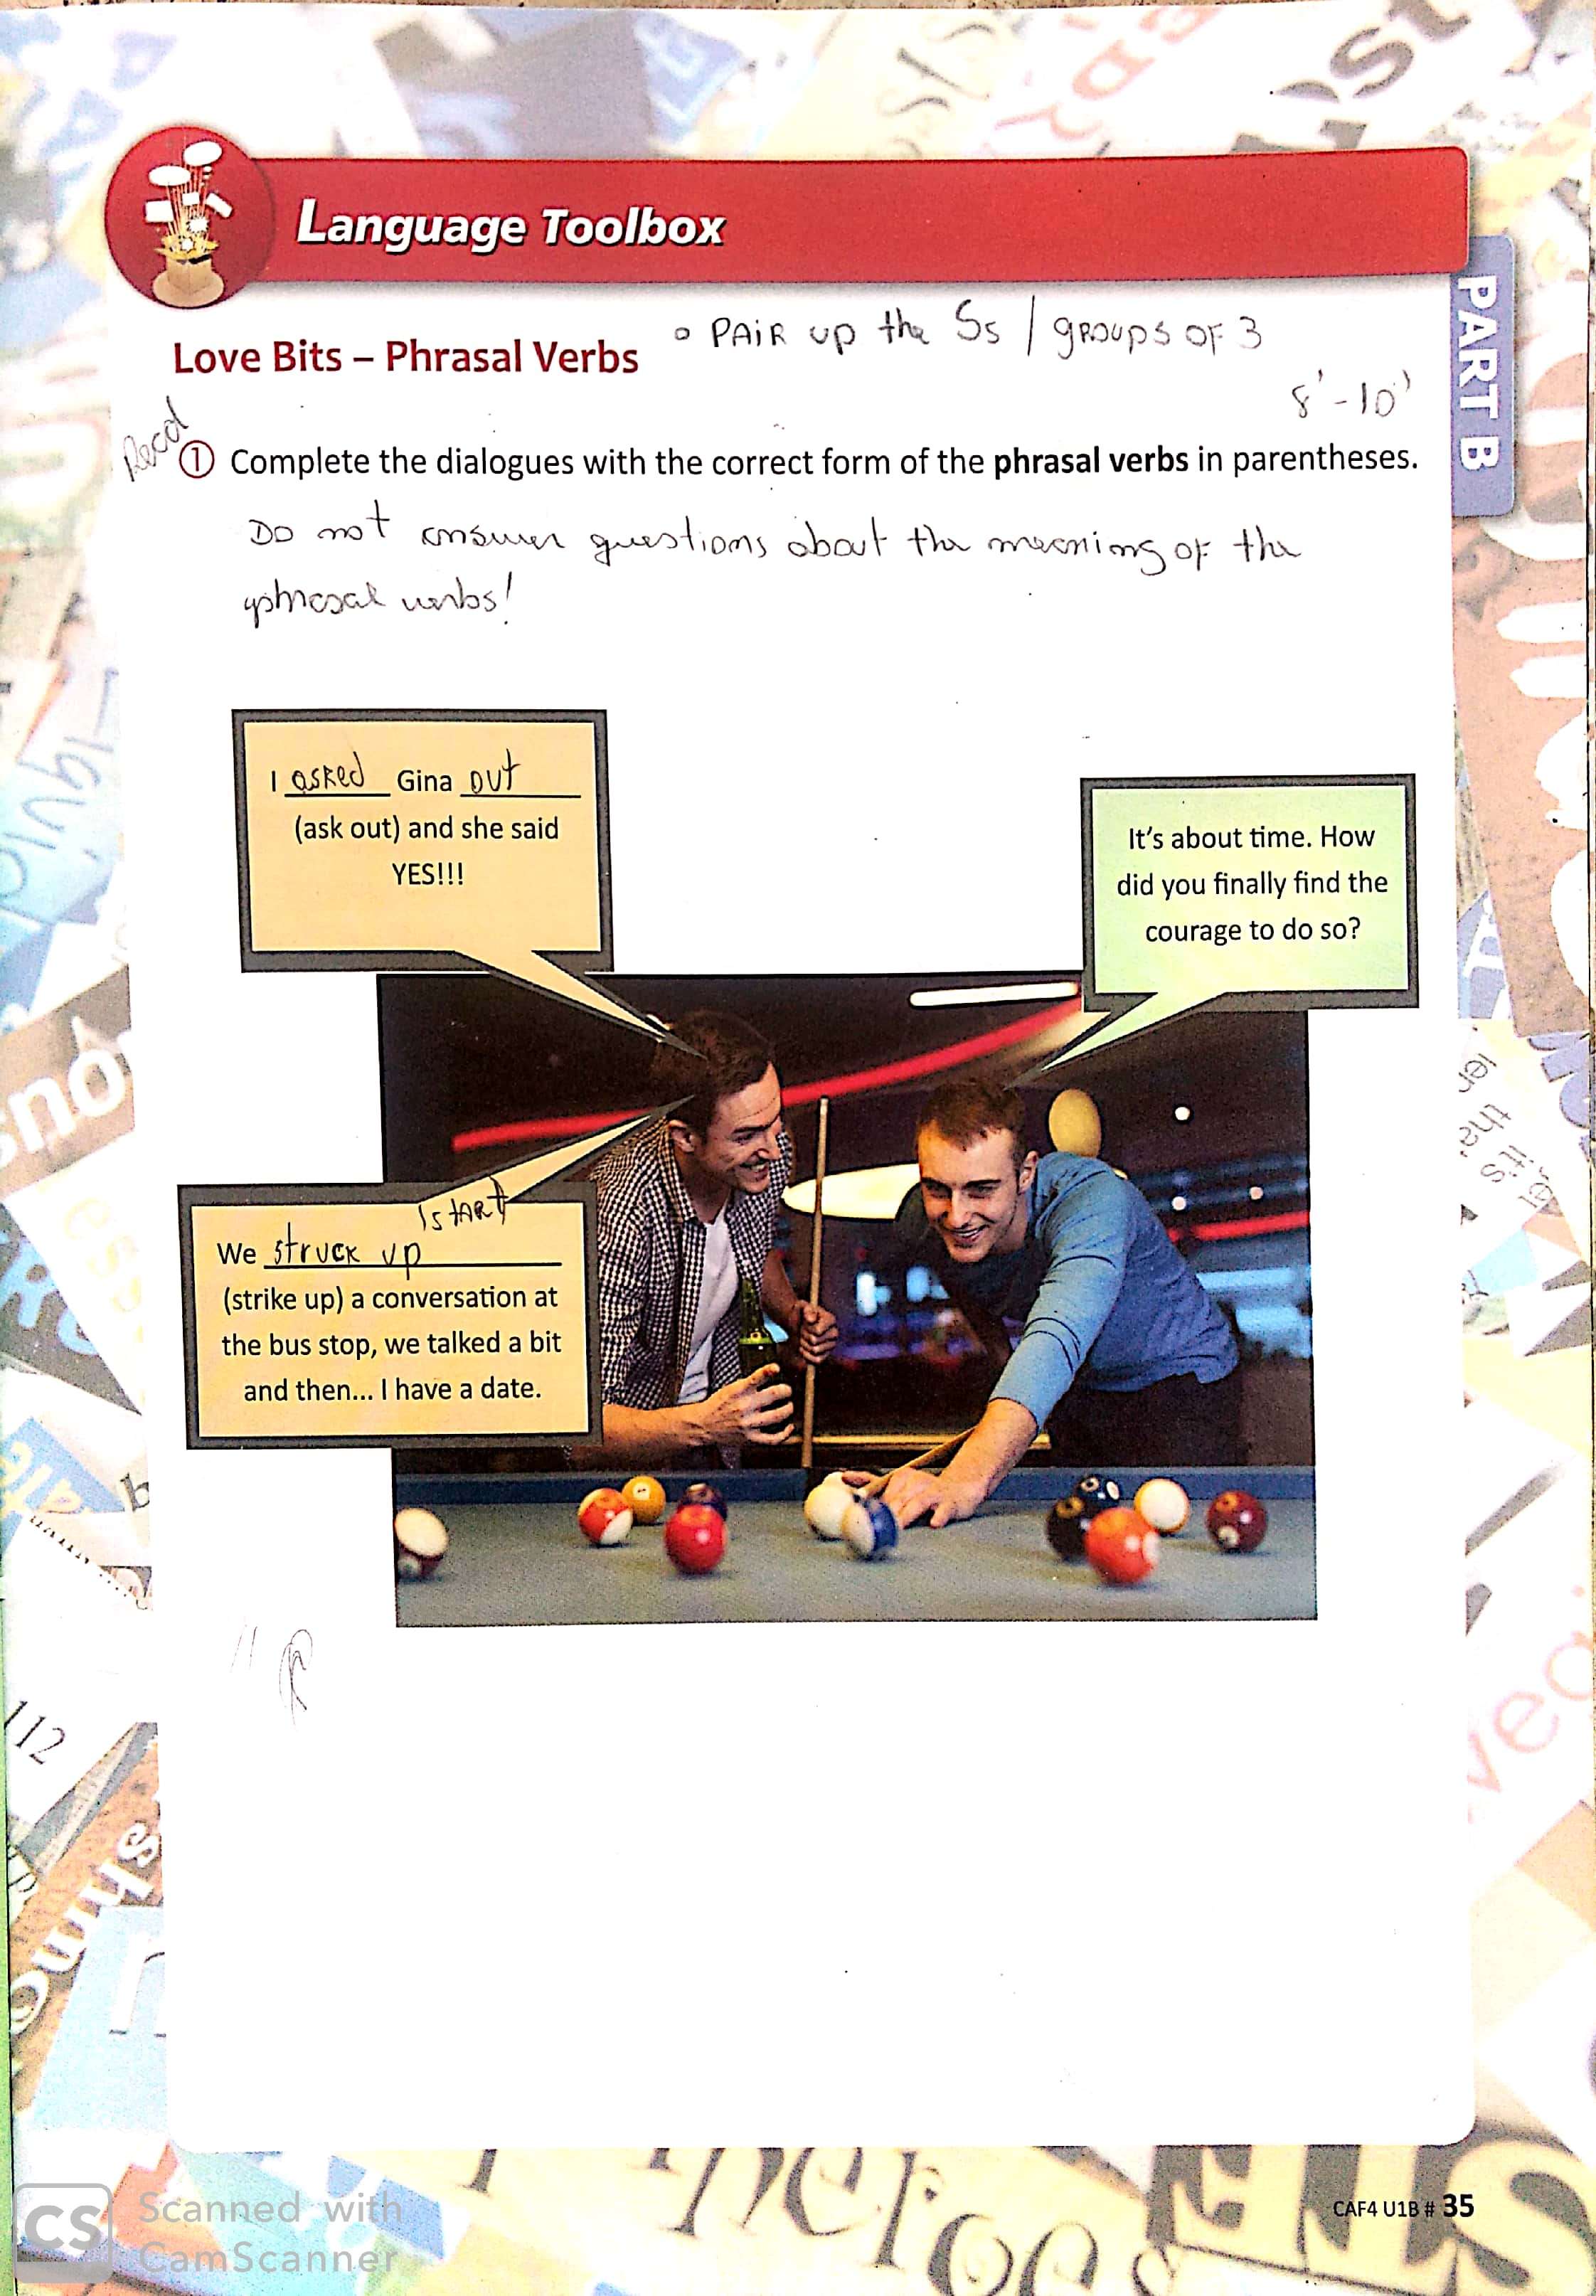 Language Toolbox
PART B
Love Bits – Phrasal Verbs
PAIR up the Ss / groups of 3
8' - 10'
Read
① Complete the dialogues with the correct form of the phrasal verbs in parentheses.
Do not answer questions about the meaning of the
phrasal verbs!
I asked Gina out
(ask out) and she said
YES!!!
It's about time. How
did you finally find the
courage to do so?
start
We struck up
(strike up) a conversation at
the bus stop, we talked a bit
and then... I have a date.
112
CAF4 U1B # 35
CS Scanned with
CamScanner